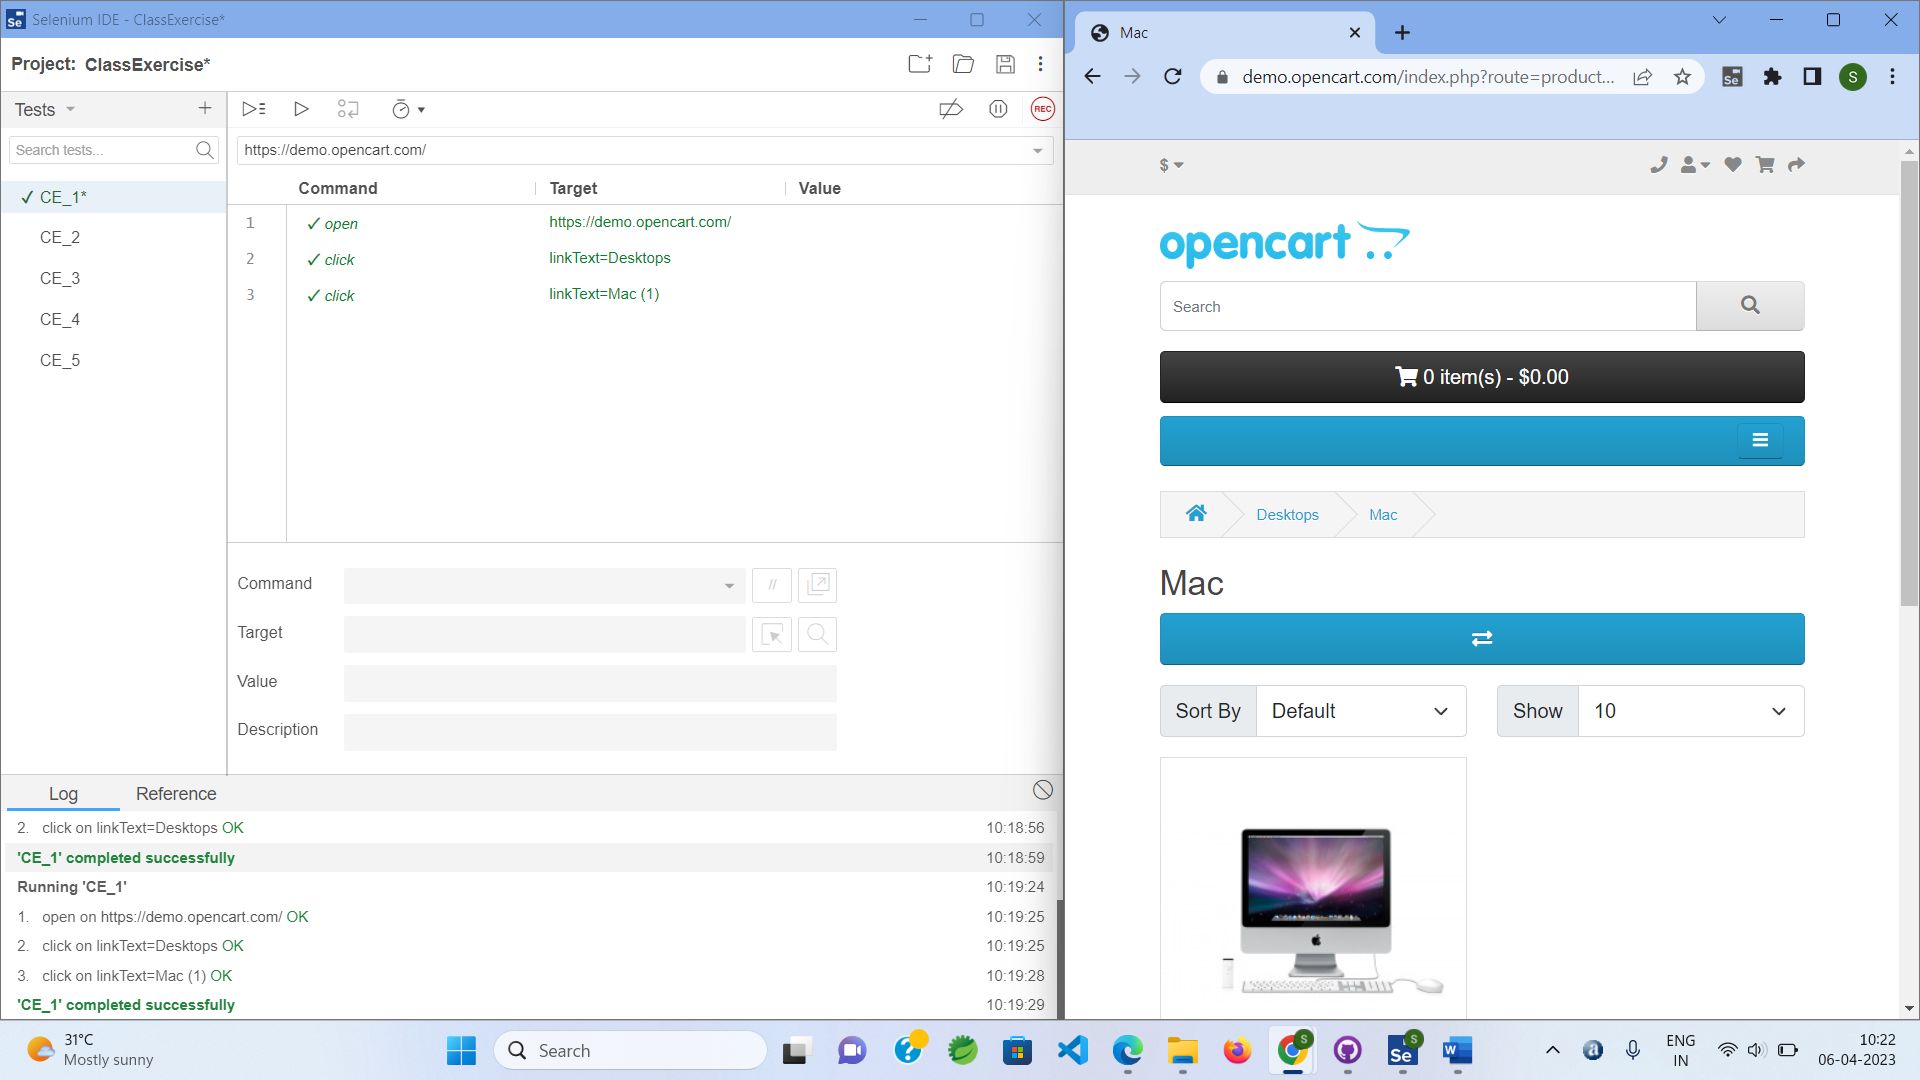 Selenium IDE - ClassExercise*
Project: ClassExercise*
Tests
REC
Search tests...
https://demo.opencart.com/
Command Target Value
CE_1*
CE_2
CE_3
CE_4
CE_5
1 open https://demo.opencart.com/
2 click linkText=Desktops
3 click linkText=Mac (1)
Command //
Target
Value
Description
Log Reference
2. click on linkText=Desktops OK 10:18:56
'CE_1' completed successfully 10:18:59
Running 'CE_1' 10:19:24
1. open on https://demo.opencart.com/ OK 10:19:25
2. click on linkText=Desktops OK 10:19:25
3. click on linkText=Mac (1) OK 10:19:28
'CE_1' completed successfully 10:19:29
Mac
demo.opencart.com/index.php?route=product...
Se
S
$
opencart
Search
0 item(s) - $0.00
Desktops Mac
Mac
Sort By Default Show 10
31°C
Mostly sunny
Search
S
Se
S
W
a
ENG
IN
10:22
06-04-2023